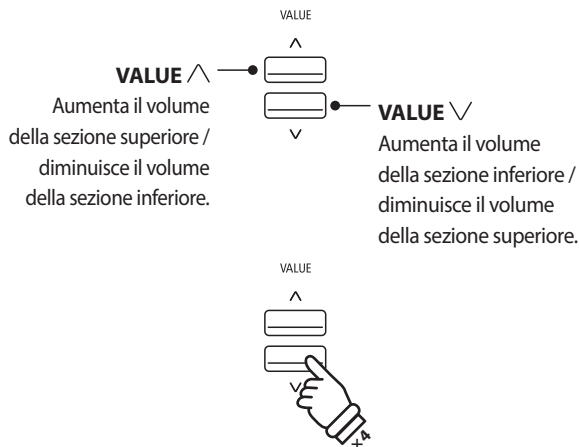 VALUE
VALUE ∧
Aumenta il volume
della sezione superiore /
diminuisce il volume
della sezione inferiore.
VALUE ∨
Aumenta il volume
della sezione inferiore /
diminuisce il volume
della sezione superiore.
VALUE
×4